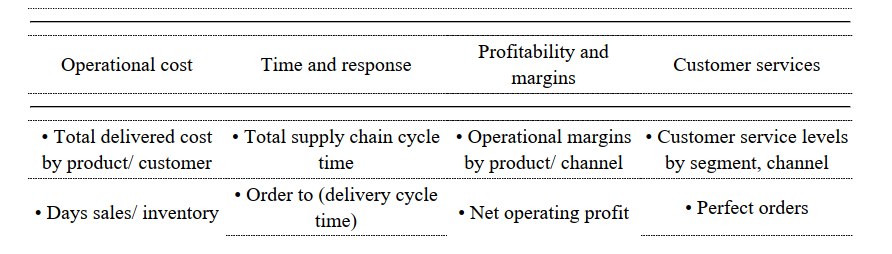 Operational cost
Time and response
Profitability and
margins
Customer services
• Total delivered cost
by product/ customer
• Total supply chain cycle
time
• Operational margins
by product/ channel
• Customer service levels
by segment, channel
• Days sales/ inventory
• Order to (delivery cycle
time)
• Net operating profit
• Perfect orders